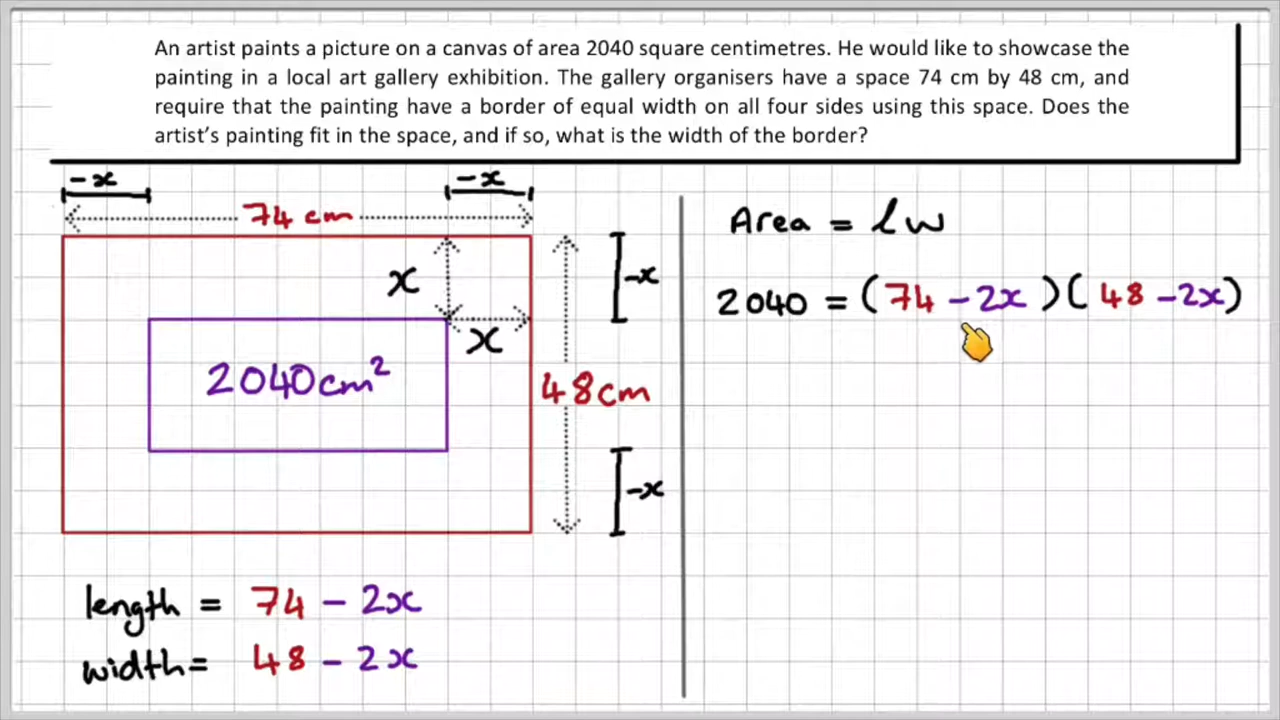 An artist paints a picture on a canvas of area 2040 square centimetres. He would like to showcase the
painting in a local art gallery exhibition. The gallery organisers have a space 74 cm by 48 cm, and
require that the painting have a border of equal width on all four sides using this space. Does the
artist's painting fit in the space, and if so, what is the width of the border?
-x
-x
74 cm
x
-x
x
2040cm²
48cm
-x
length = 74 - 2x
width= 48 - 2x
Area = lw
2040 = (74 - 2x)(48 - 2x)